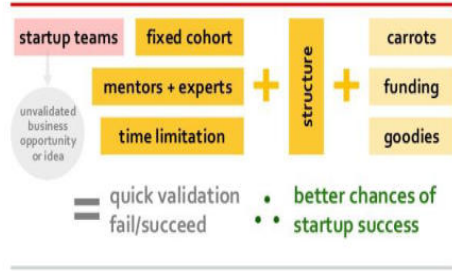 startup teams
fixed cohort
carrots
mentors + experts
+
structure
+
funding
time limitation
goodies
unvalidated
business
opportunity
or idea
= quick validation
fail/succeed
∴ better chances of
startup success